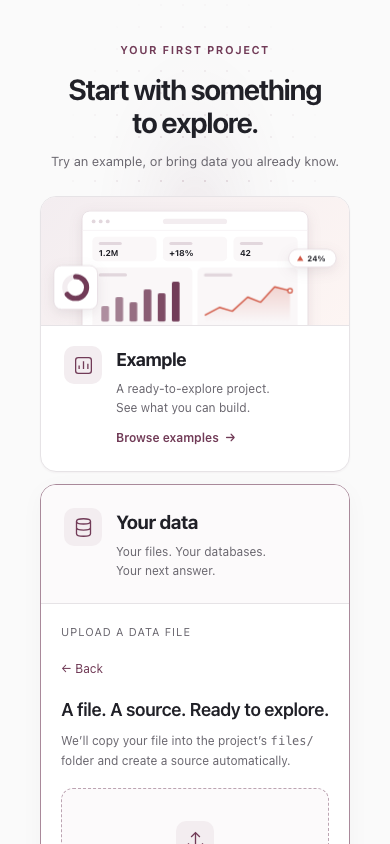 YOUR FIRST PROJECT
Start with something
to explore.
Try an example, or bring data you already know.
1.2M
+18%
42
24%
Example
A ready-to-explore project.
See what you can build.
Browse examples →
Your data
Your files. Your databases.
Your next answer.
UPLOAD A DATA FILE
← Back
A file. A source. Ready to explore.
We’ll copy your file into the project’s files/
folder and create a source automatically.